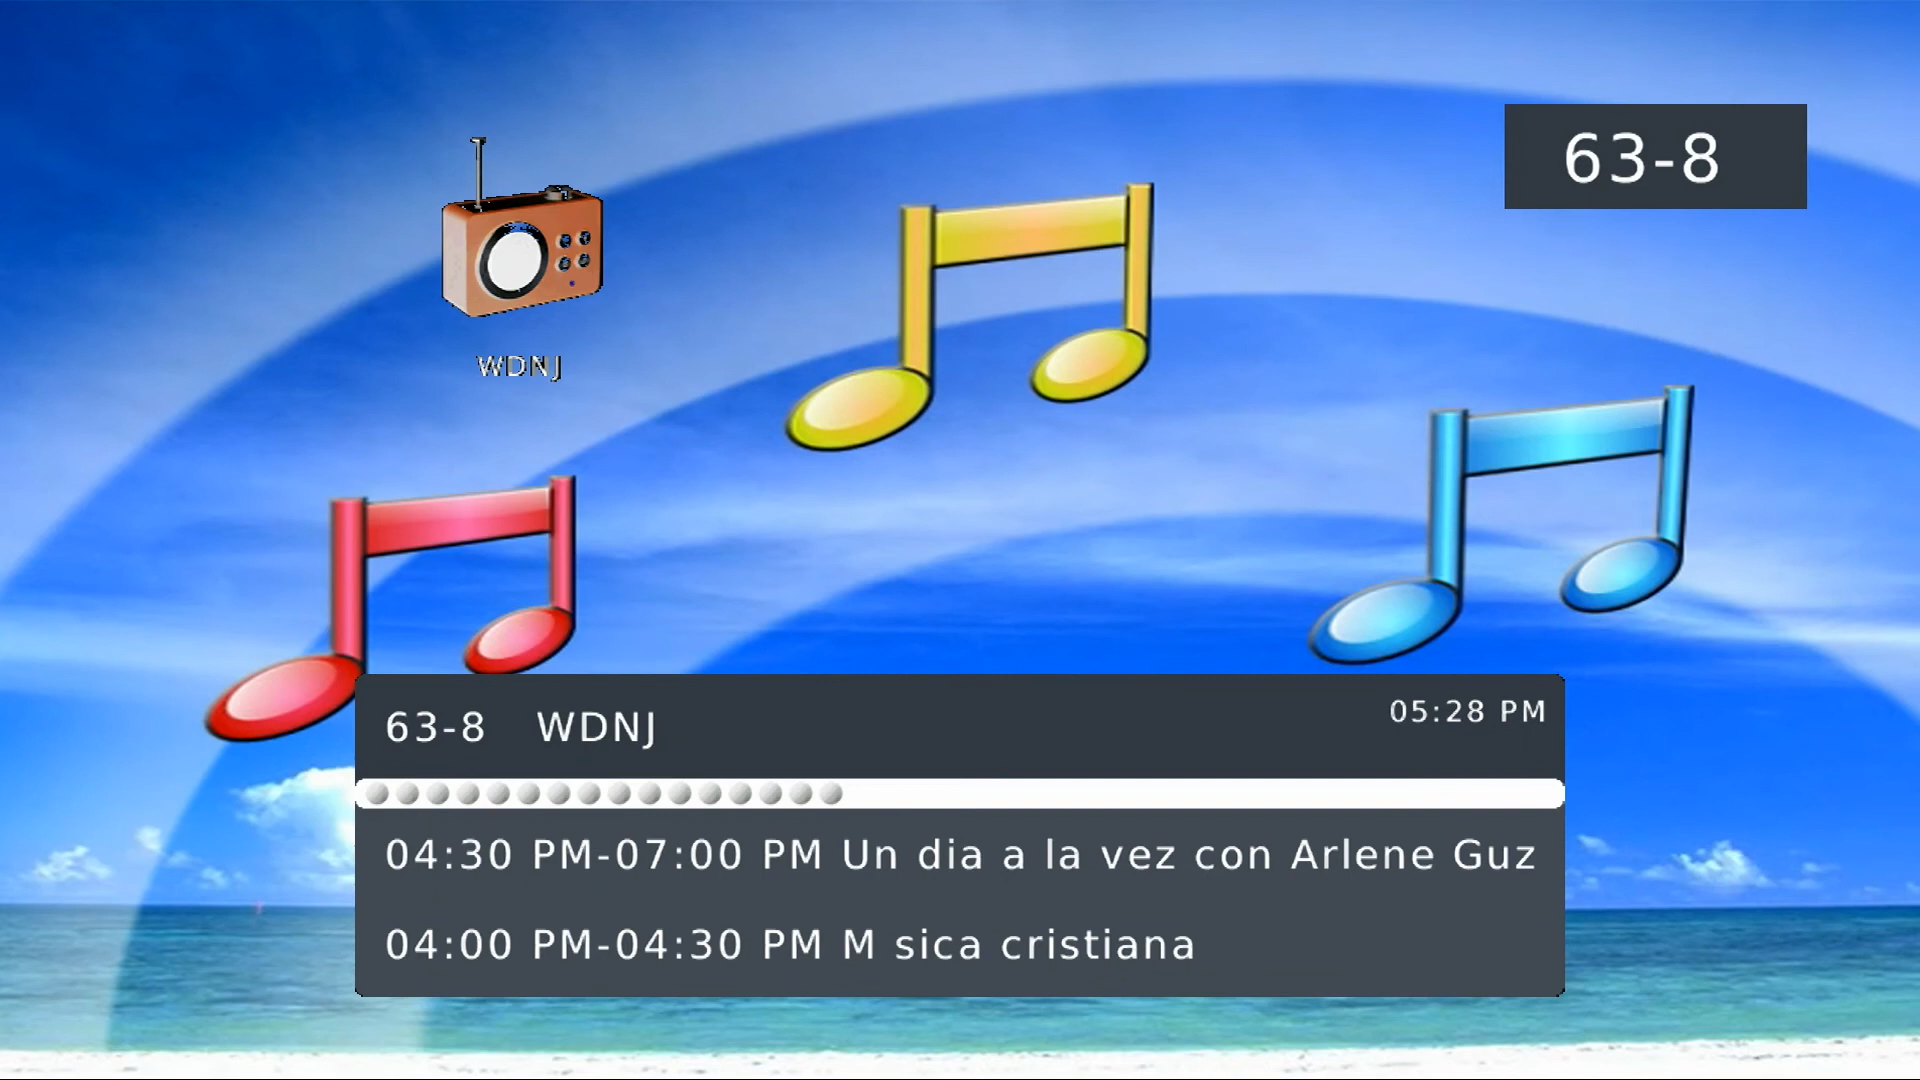 63-8
WDNJ
63-8 WDNJ
05:28 PM
04:30 PM-07:00 PM Un dia a la vez con Arlene Guz
04:00 PM-04:30 PM M sica cristiana